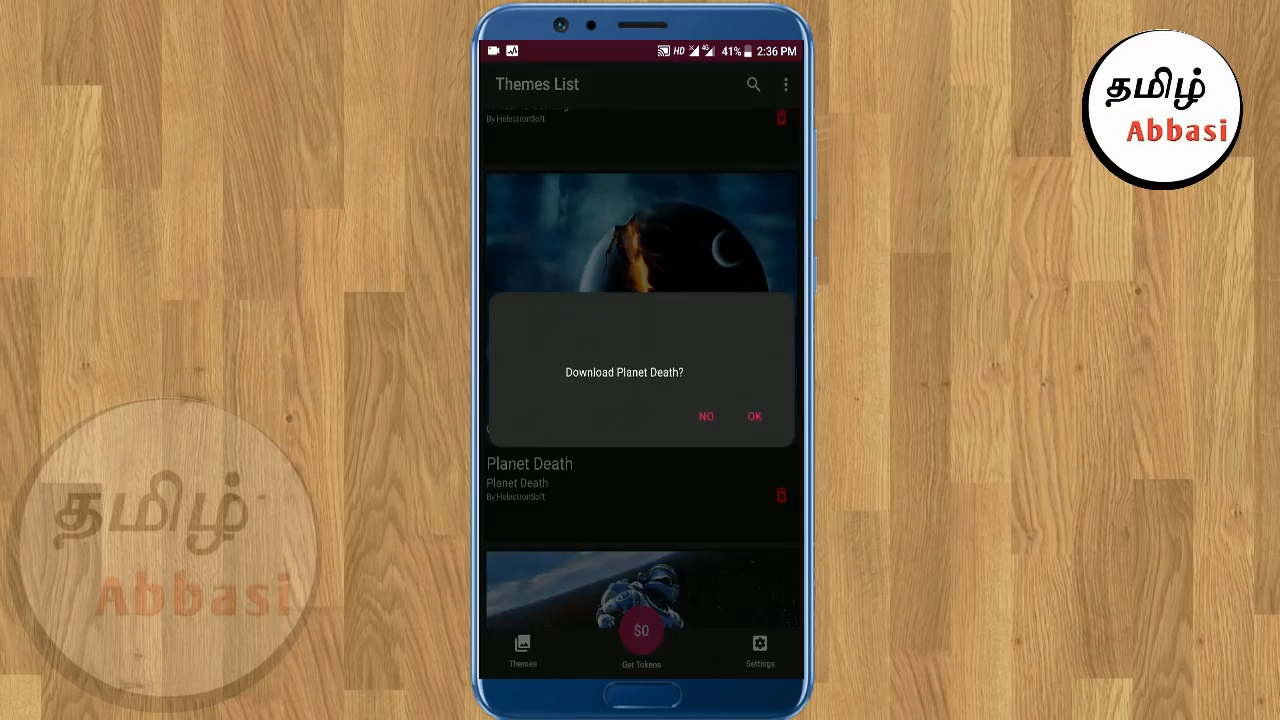 HD 4G 41% 2:36 PM
Themes List
By HelectronSoft
Download Planet Death?
NO OK
Planet Death
Planet Death
By HelectronSoft
$0
Themes Get Tokens Settings
தமிழ்
Abbasi
தமிழ்
Abbasi